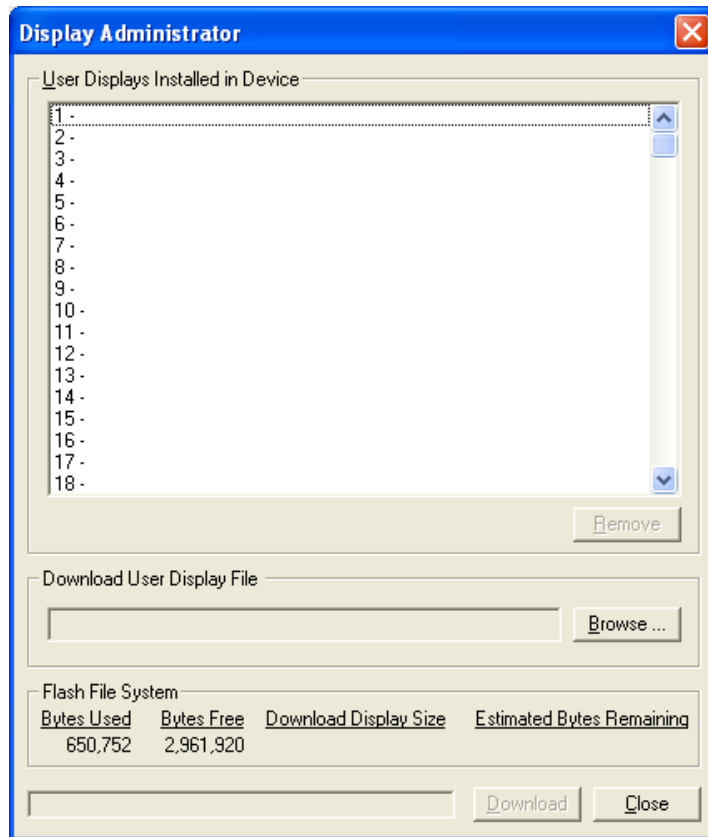 Display Administrator
User Displays Installed in Device
1 -
2 -
3 -
4 -
5 -
6 -
7 -
8 -
9 -
10 -
11 -
12 -
13 -
14 -
15 -
16 -
17 -
18 -
Remove
Download User Display File
Browse ...
Flash File System
Bytes Used Bytes Free Download Display Size Estimated Bytes Remaining
650,752 2,961,920
Download Close